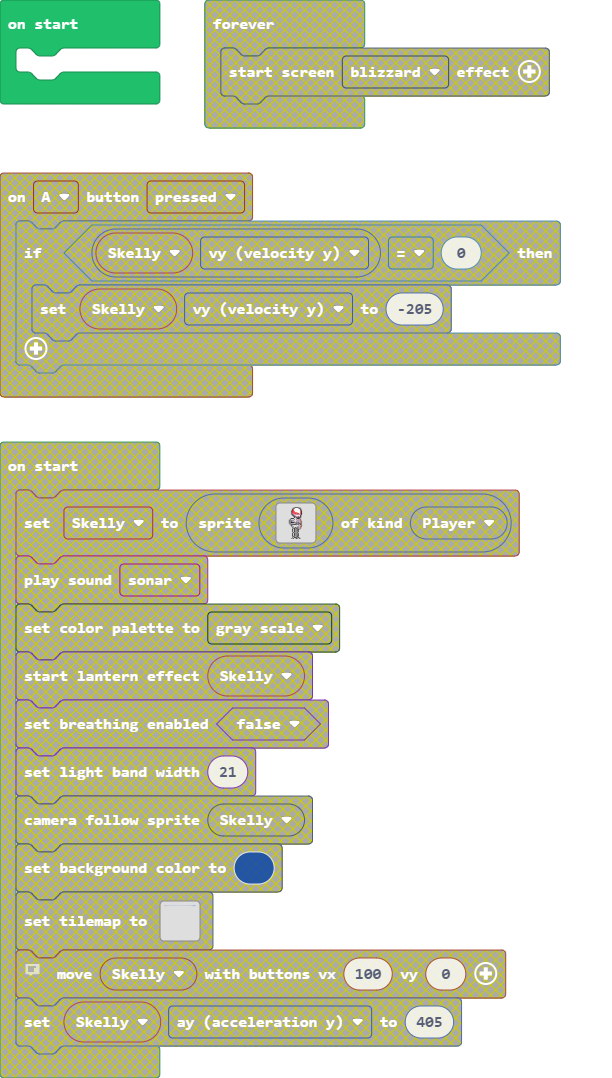 on start
forever
start screen blizzard effect
on A button pressed
if Skelly vy (velocity y) = 0 then
set Skelly vy (velocity y) to -205
on start
set Skelly to sprite of kind Player
play sound sonar
set color palette to gray scale
start lantern effect Skelly
set breathing enabled false
set light band width 21
camera follow sprite Skelly
set background color to
set tilemap to
move Skelly with buttons vx 100 vy 0
set Skelly ay (acceleration y) to 405